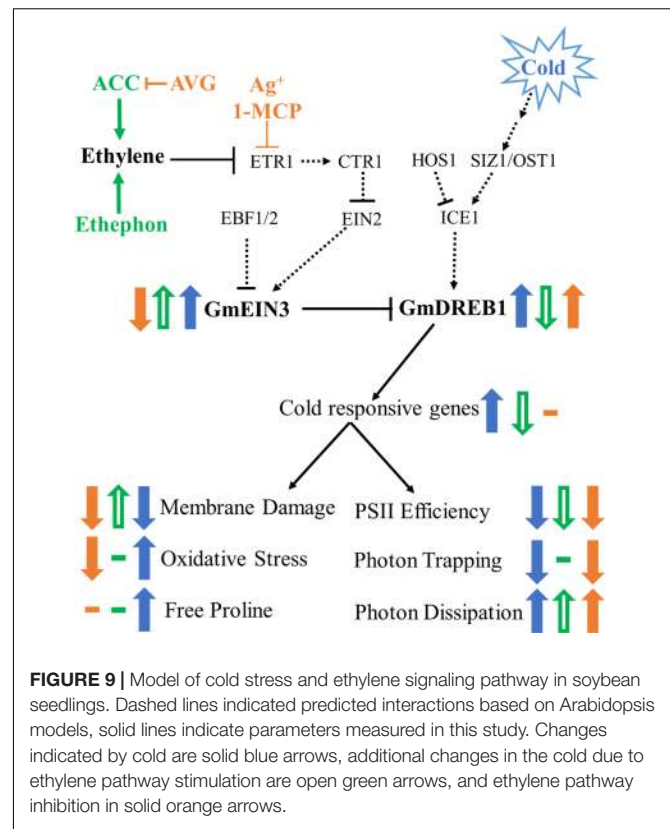 Cold
ACC AVG
Ag+
1-MCP
Ethylene ETR1 CTR1 HOS1 SIZ1/OST1
Ethephon EBF1/2 EIN2 ICE1
GmEIN3 GmDREB1
Cold responsive genes -
Membrane Damage PSII Efficiency
- Oxidative Stress Photon Trapping -
- - Free Proline Photon Dissipation
FIGURE 9 | Model of cold stress and ethylene signaling pathway in soybean
seedlings. Dashed lines indicated predicted interactions based on Arabidopsis
models, solid lines indicate parameters measured in this study. Changes
indicated by cold are solid blue arrows, additional changes in the cold due to
ethylene pathway stimulation are open green arrows, and ethylene pathway
inhibition in solid orange arrows.